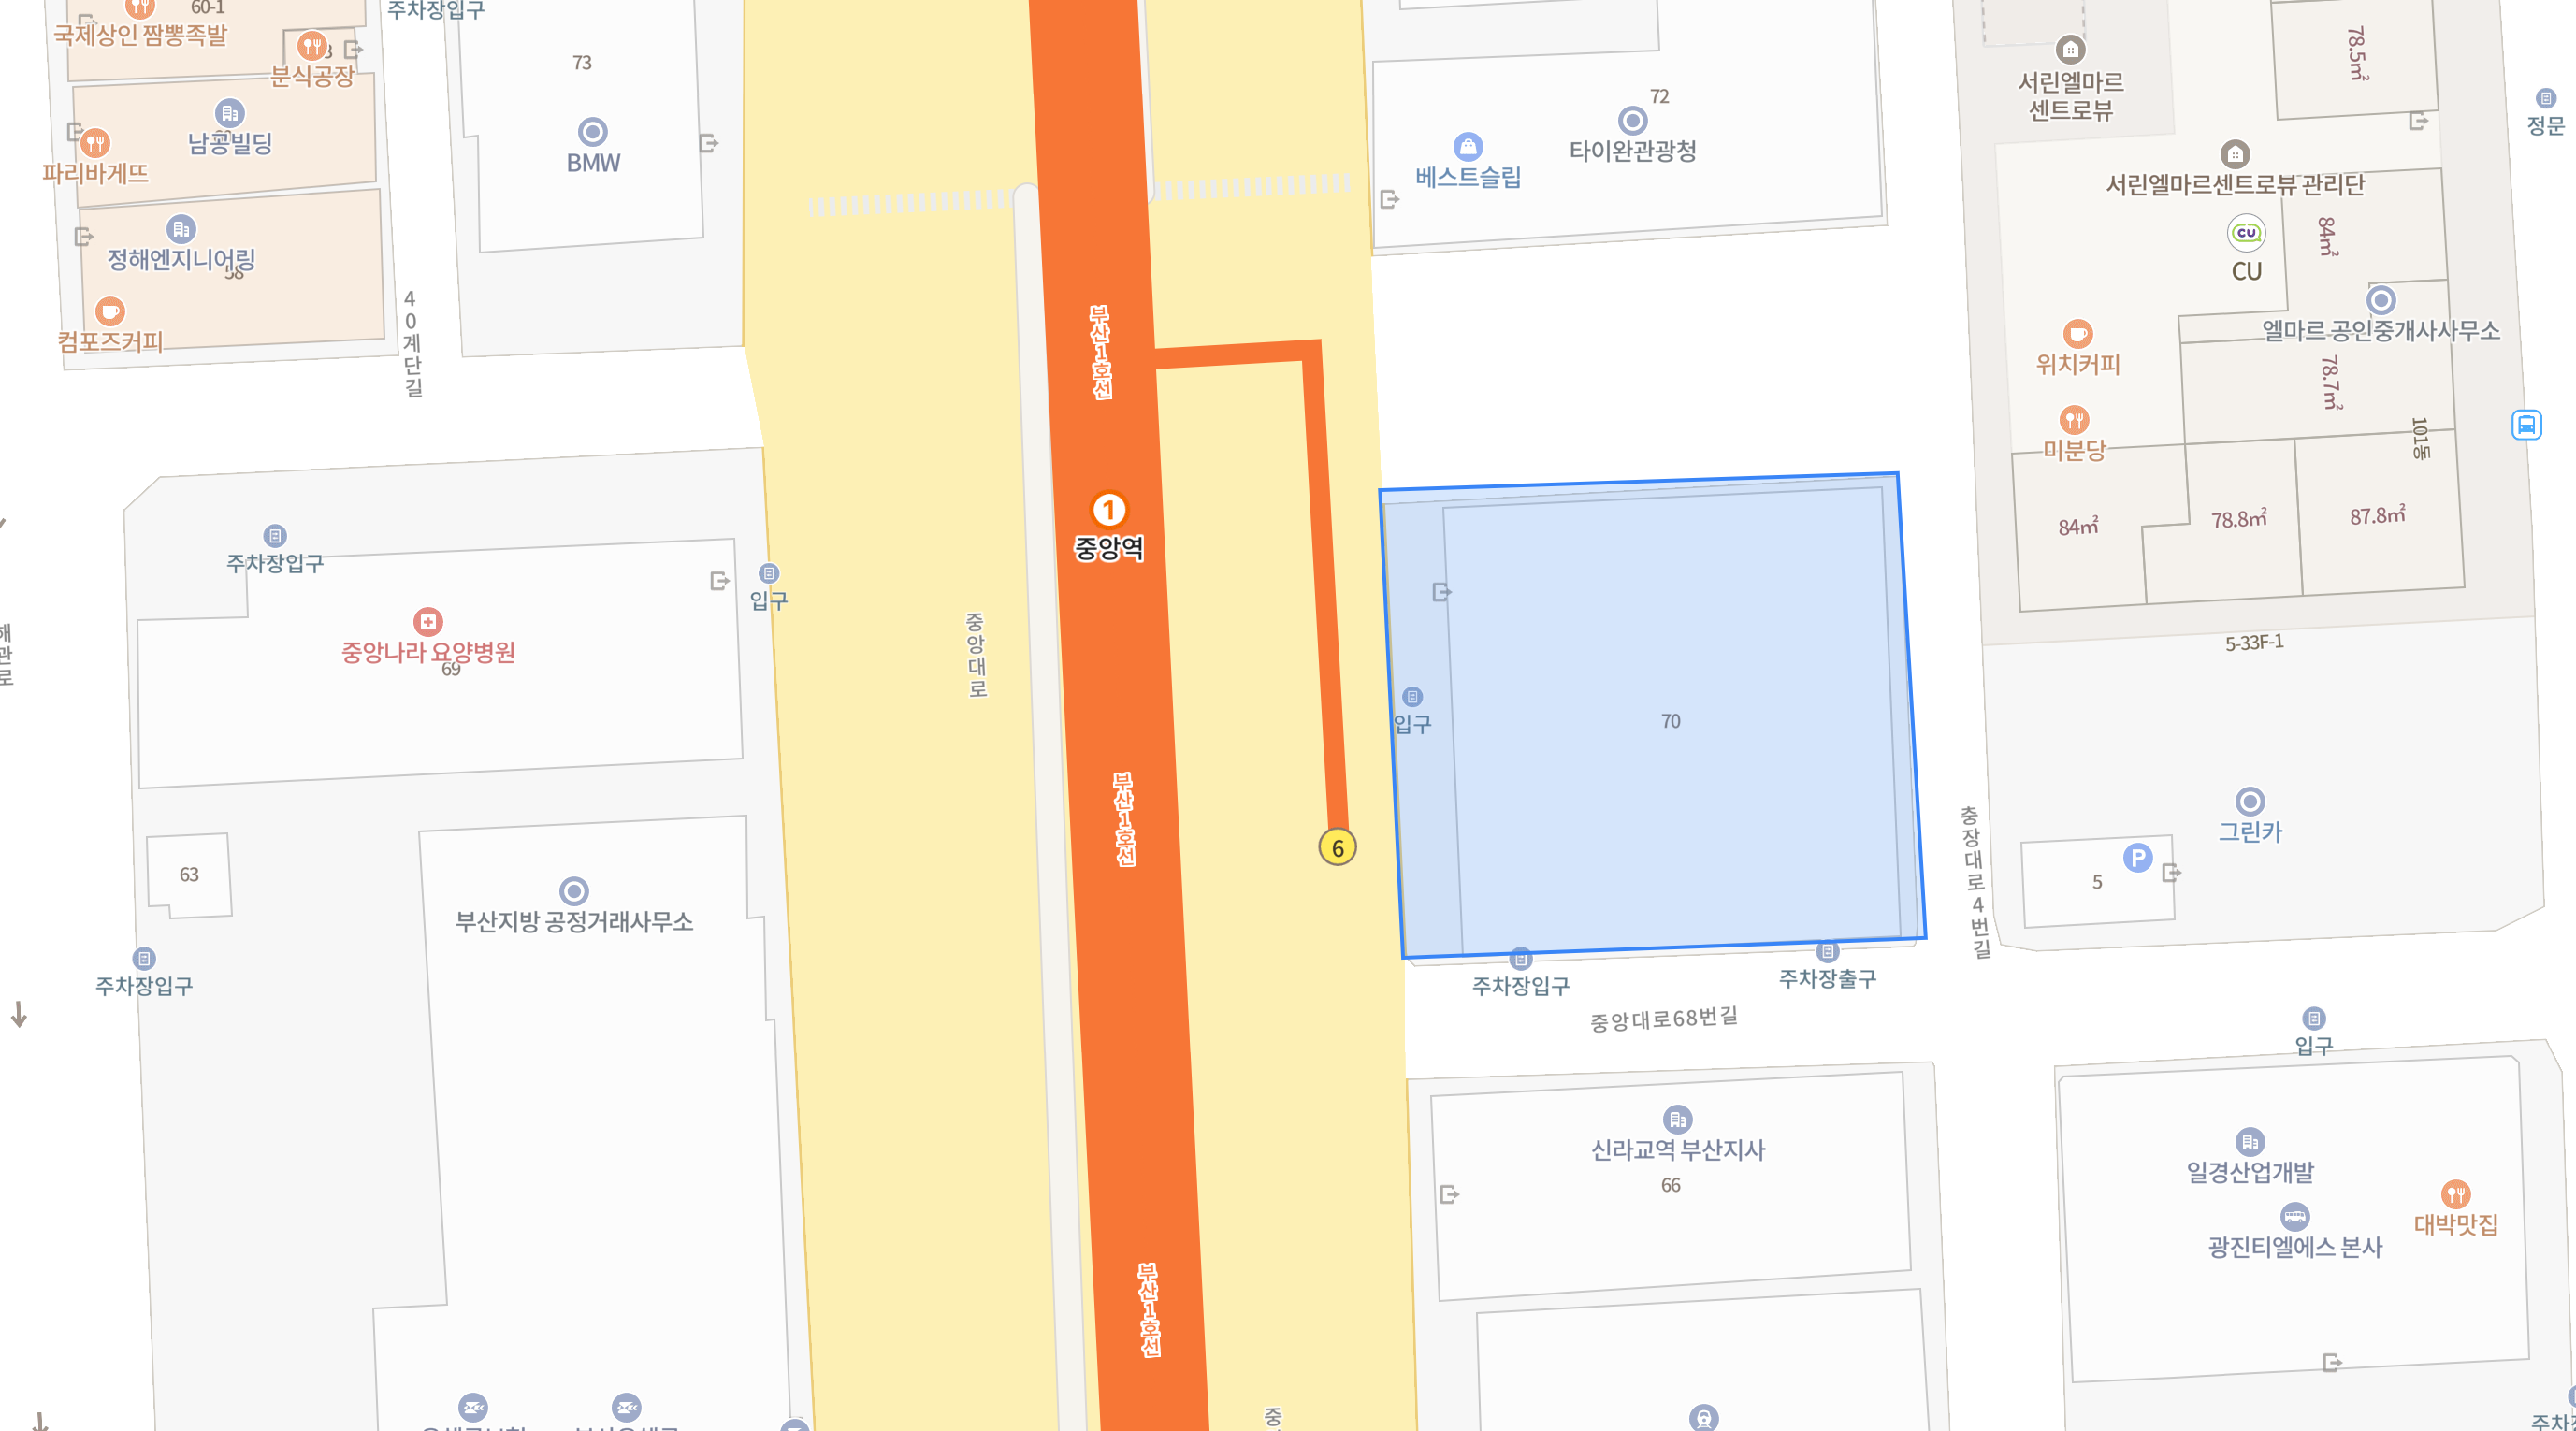 60-1
주차장입구
국제상인 짬뽕족발
분식공장
남공빌딩
파리바게뜨
정해엔지니어링
58
컴포즈커피
40계단길
73
BMW
72
타이완관광청
베스트슬립
서린엘마르
센트로뷰
78.5㎡
정문
서린엘마르센트로뷰 관리단
84㎡
CU
CU
엘마르 공인중개사사무소
위치커피
78.7㎡
미분당
101동
84㎡
78.8㎡
87.8㎡
5-33F-1
부산1호선
1
중앙역
주차장입구
입구
중앙나라 요양병원
69
중앙대로
해관로
입구
70
부산1호선
6
63
부산지방 공정거래사무소
주차장입구
충장대로4번길
그린카
P
5
주차장입구
주차장출구
중앙대로68번길
입구
신라교역 부산지사
66
일경산업개발
대박맛집
광진티엘에스 본사
부산1호선
중